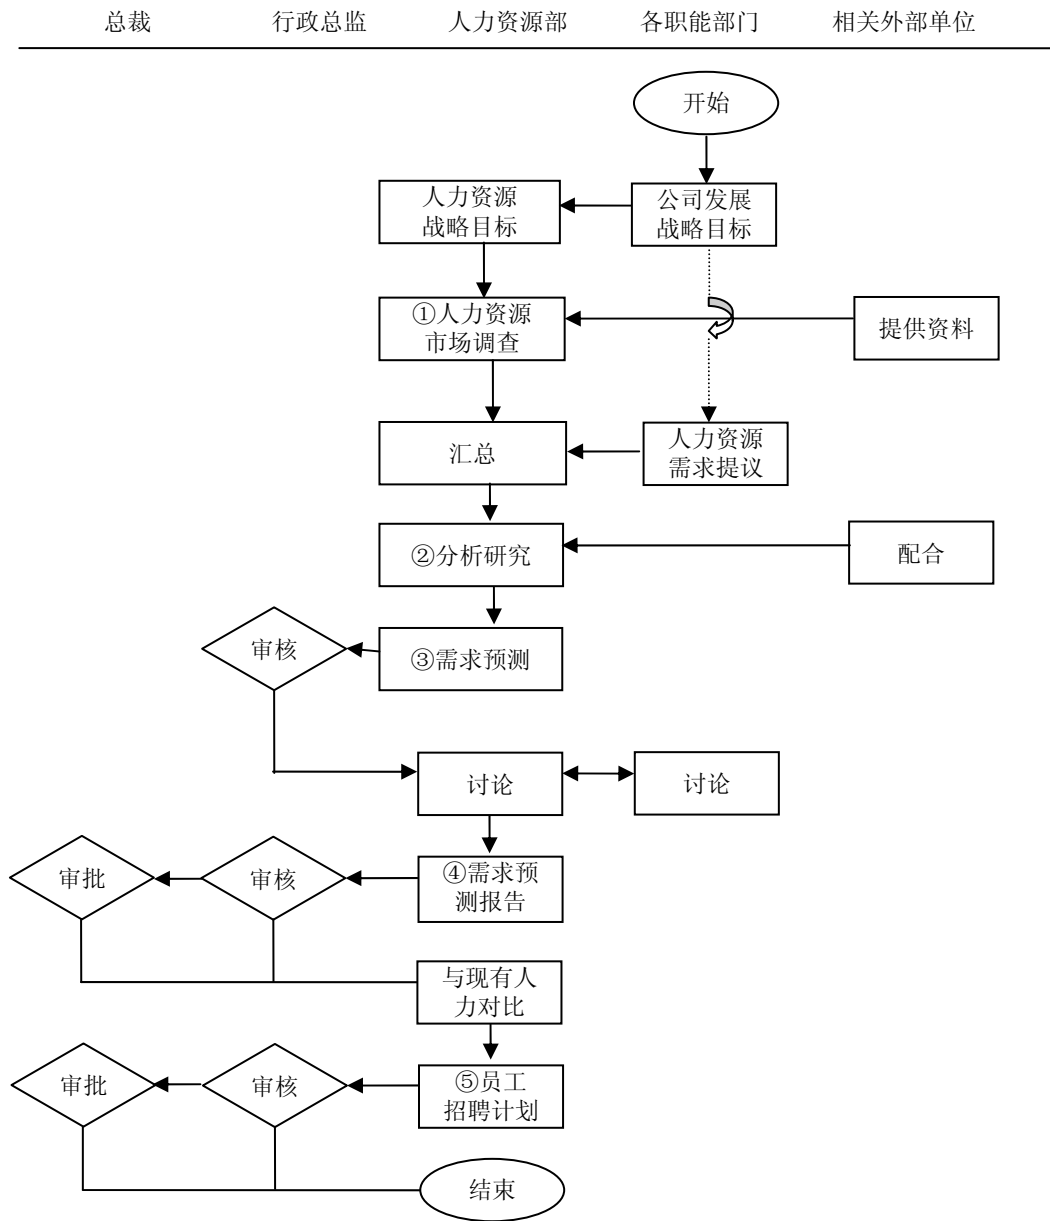 总裁 行政总监 人力资源部 各职能部门 相关外部单位
开始
人力资源
战略目标
公司发展
战略目标
①人力资源
市场调查
提供资料
汇总
人力资源
需求提议
②分析研究
配合
审核
③需求预测
讨论
讨论
审批
审核
④需求预
测报告
与现有人
力对比
审批
审核
⑤员工
招聘计划
结束